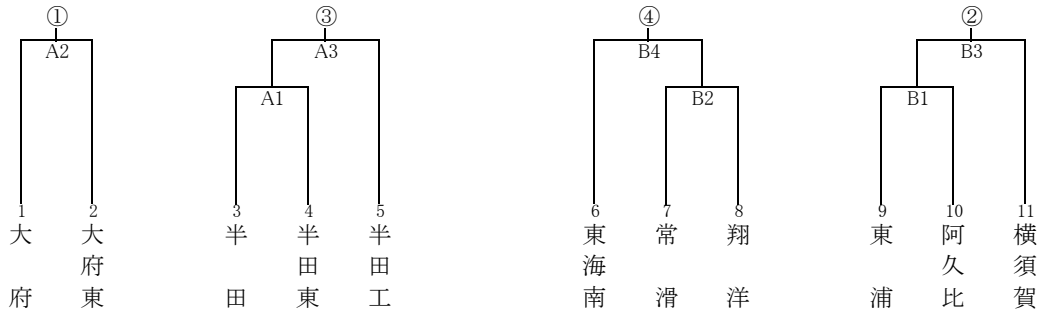 ① ③ ④ ②
A2 A3 B4 B3
A1 B2 B1
1 2 3 4 5 6 7 8 9 10 11
大府
大府東
半田
半田東
半田工
東海南
常滑
翔洋
東浦
阿久比
横須賀